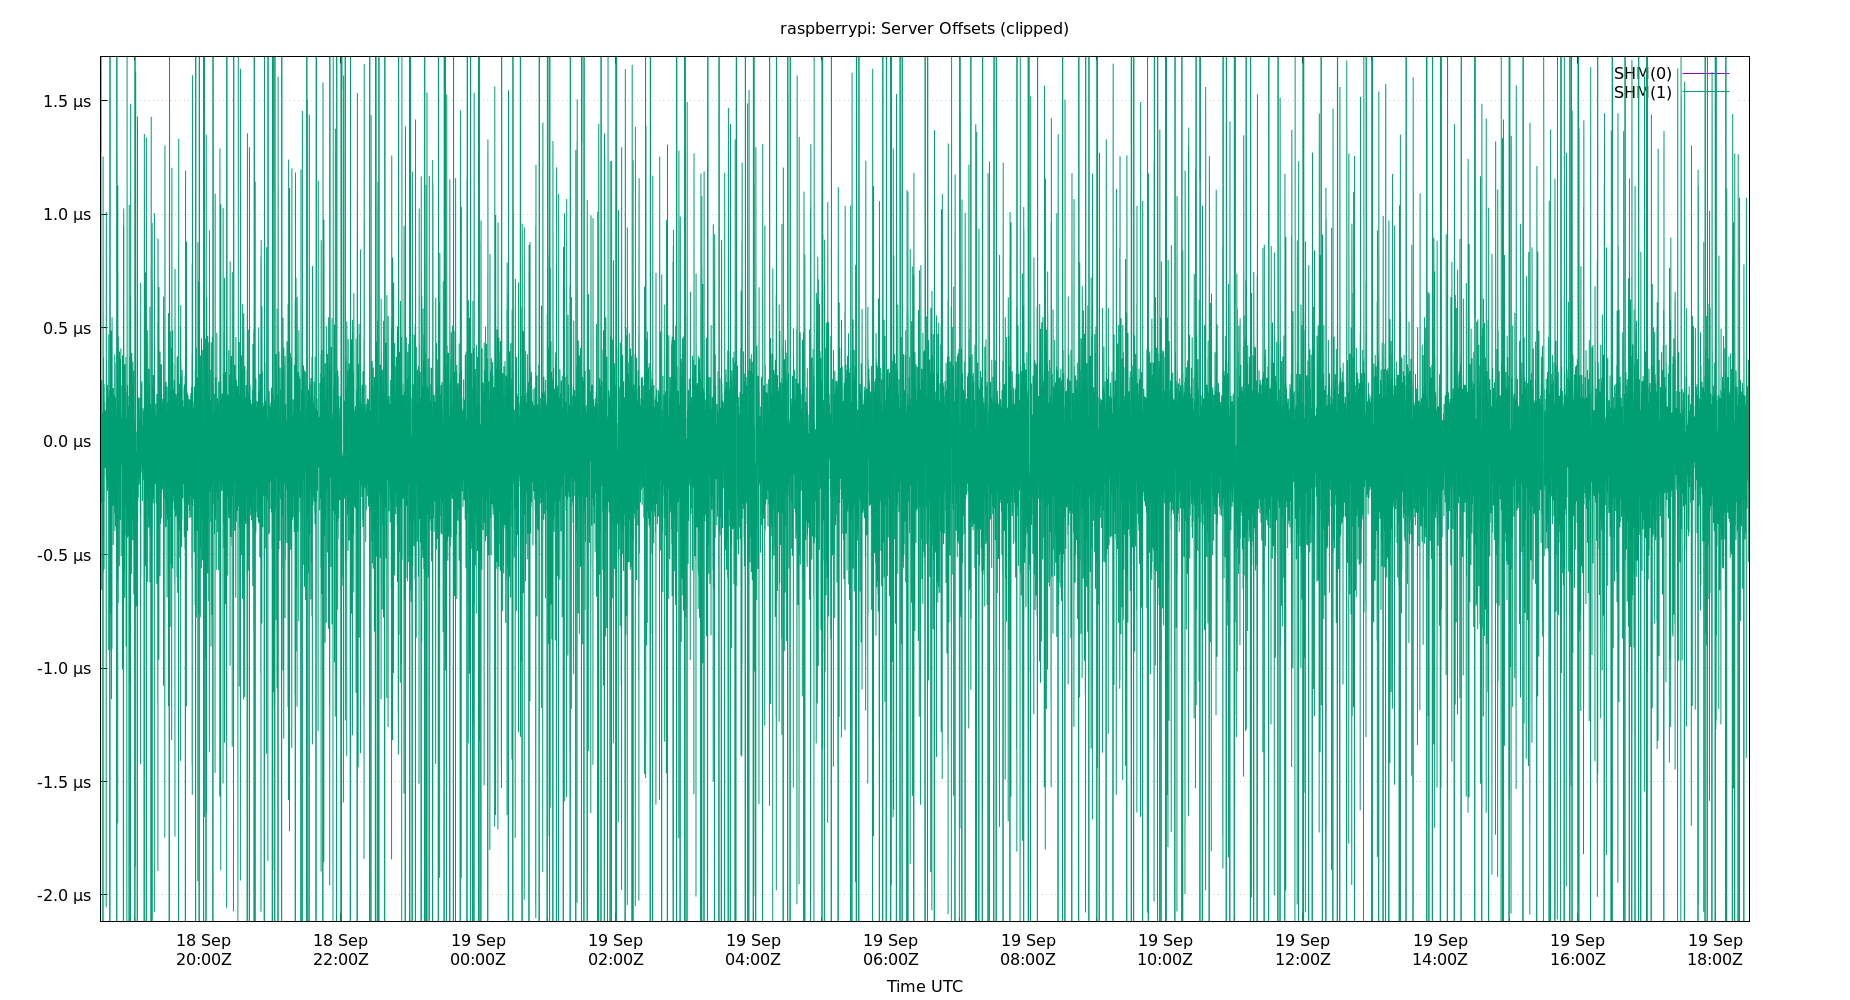 raspberrypi: Server Offsets (clipped)
SHM(0)
SHM(1)
1.5 µs
1.0 µs
0.5 µs
0.0 µs
-0.5 µs
-1.0 µs
-1.5 µs
-2.0 µs
18 Sep 18 Sep 19 Sep 19 Sep 19 Sep 19 Sep 19 Sep 19 Sep 19 Sep 19 Sep 19 Sep 19 Sep
20:00Z 22:00Z 00:00Z 02:00Z 04:00Z 06:00Z 08:00Z 10:00Z 12:00Z 14:00Z 16:00Z 18:00Z
Time UTC